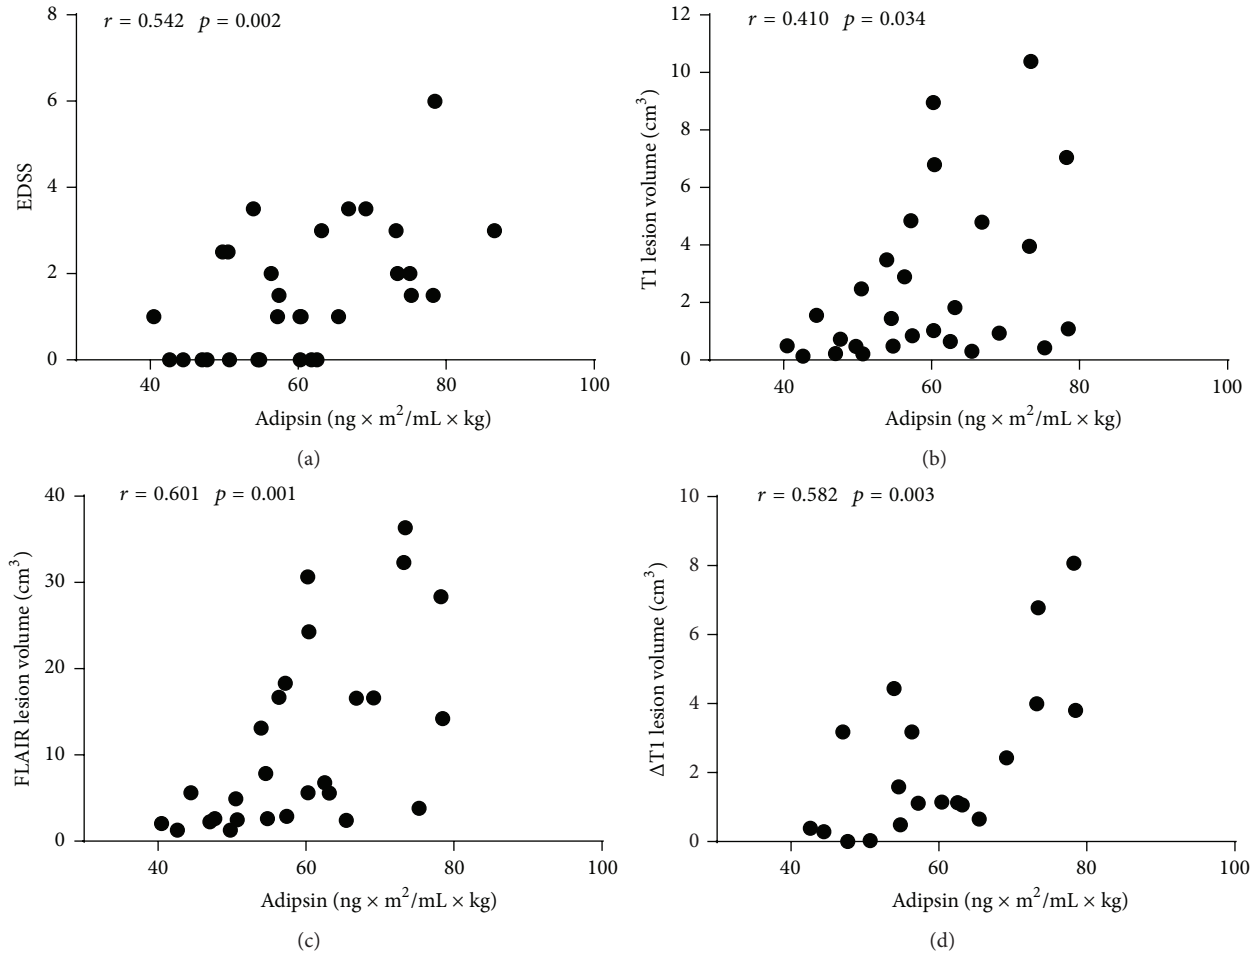 r = 0.542 p = 0.002
8
6
4
2
0
EDSS
40 60 80 100
Adipsin (ng × m²/mL × kg)
(a)
r = 0.410 p = 0.034
12
10
8
6
4
2
0
T1 lesion volume (cm³)
40 60 80 100
Adipsin (ng × m²/mL × kg)
(b)
r = 0.601 p = 0.001
40
30
20
10
0
FLAIR lesion volume (cm³)
40 60 80 100
Adipsin (ng × m²/mL × kg)
(c)
r = 0.582 p = 0.003
10
8
6
4
2
0
ΔT1 lesion volume (cm³)
40 60 80 100
Adipsin (ng × m²/mL × kg)
(d)